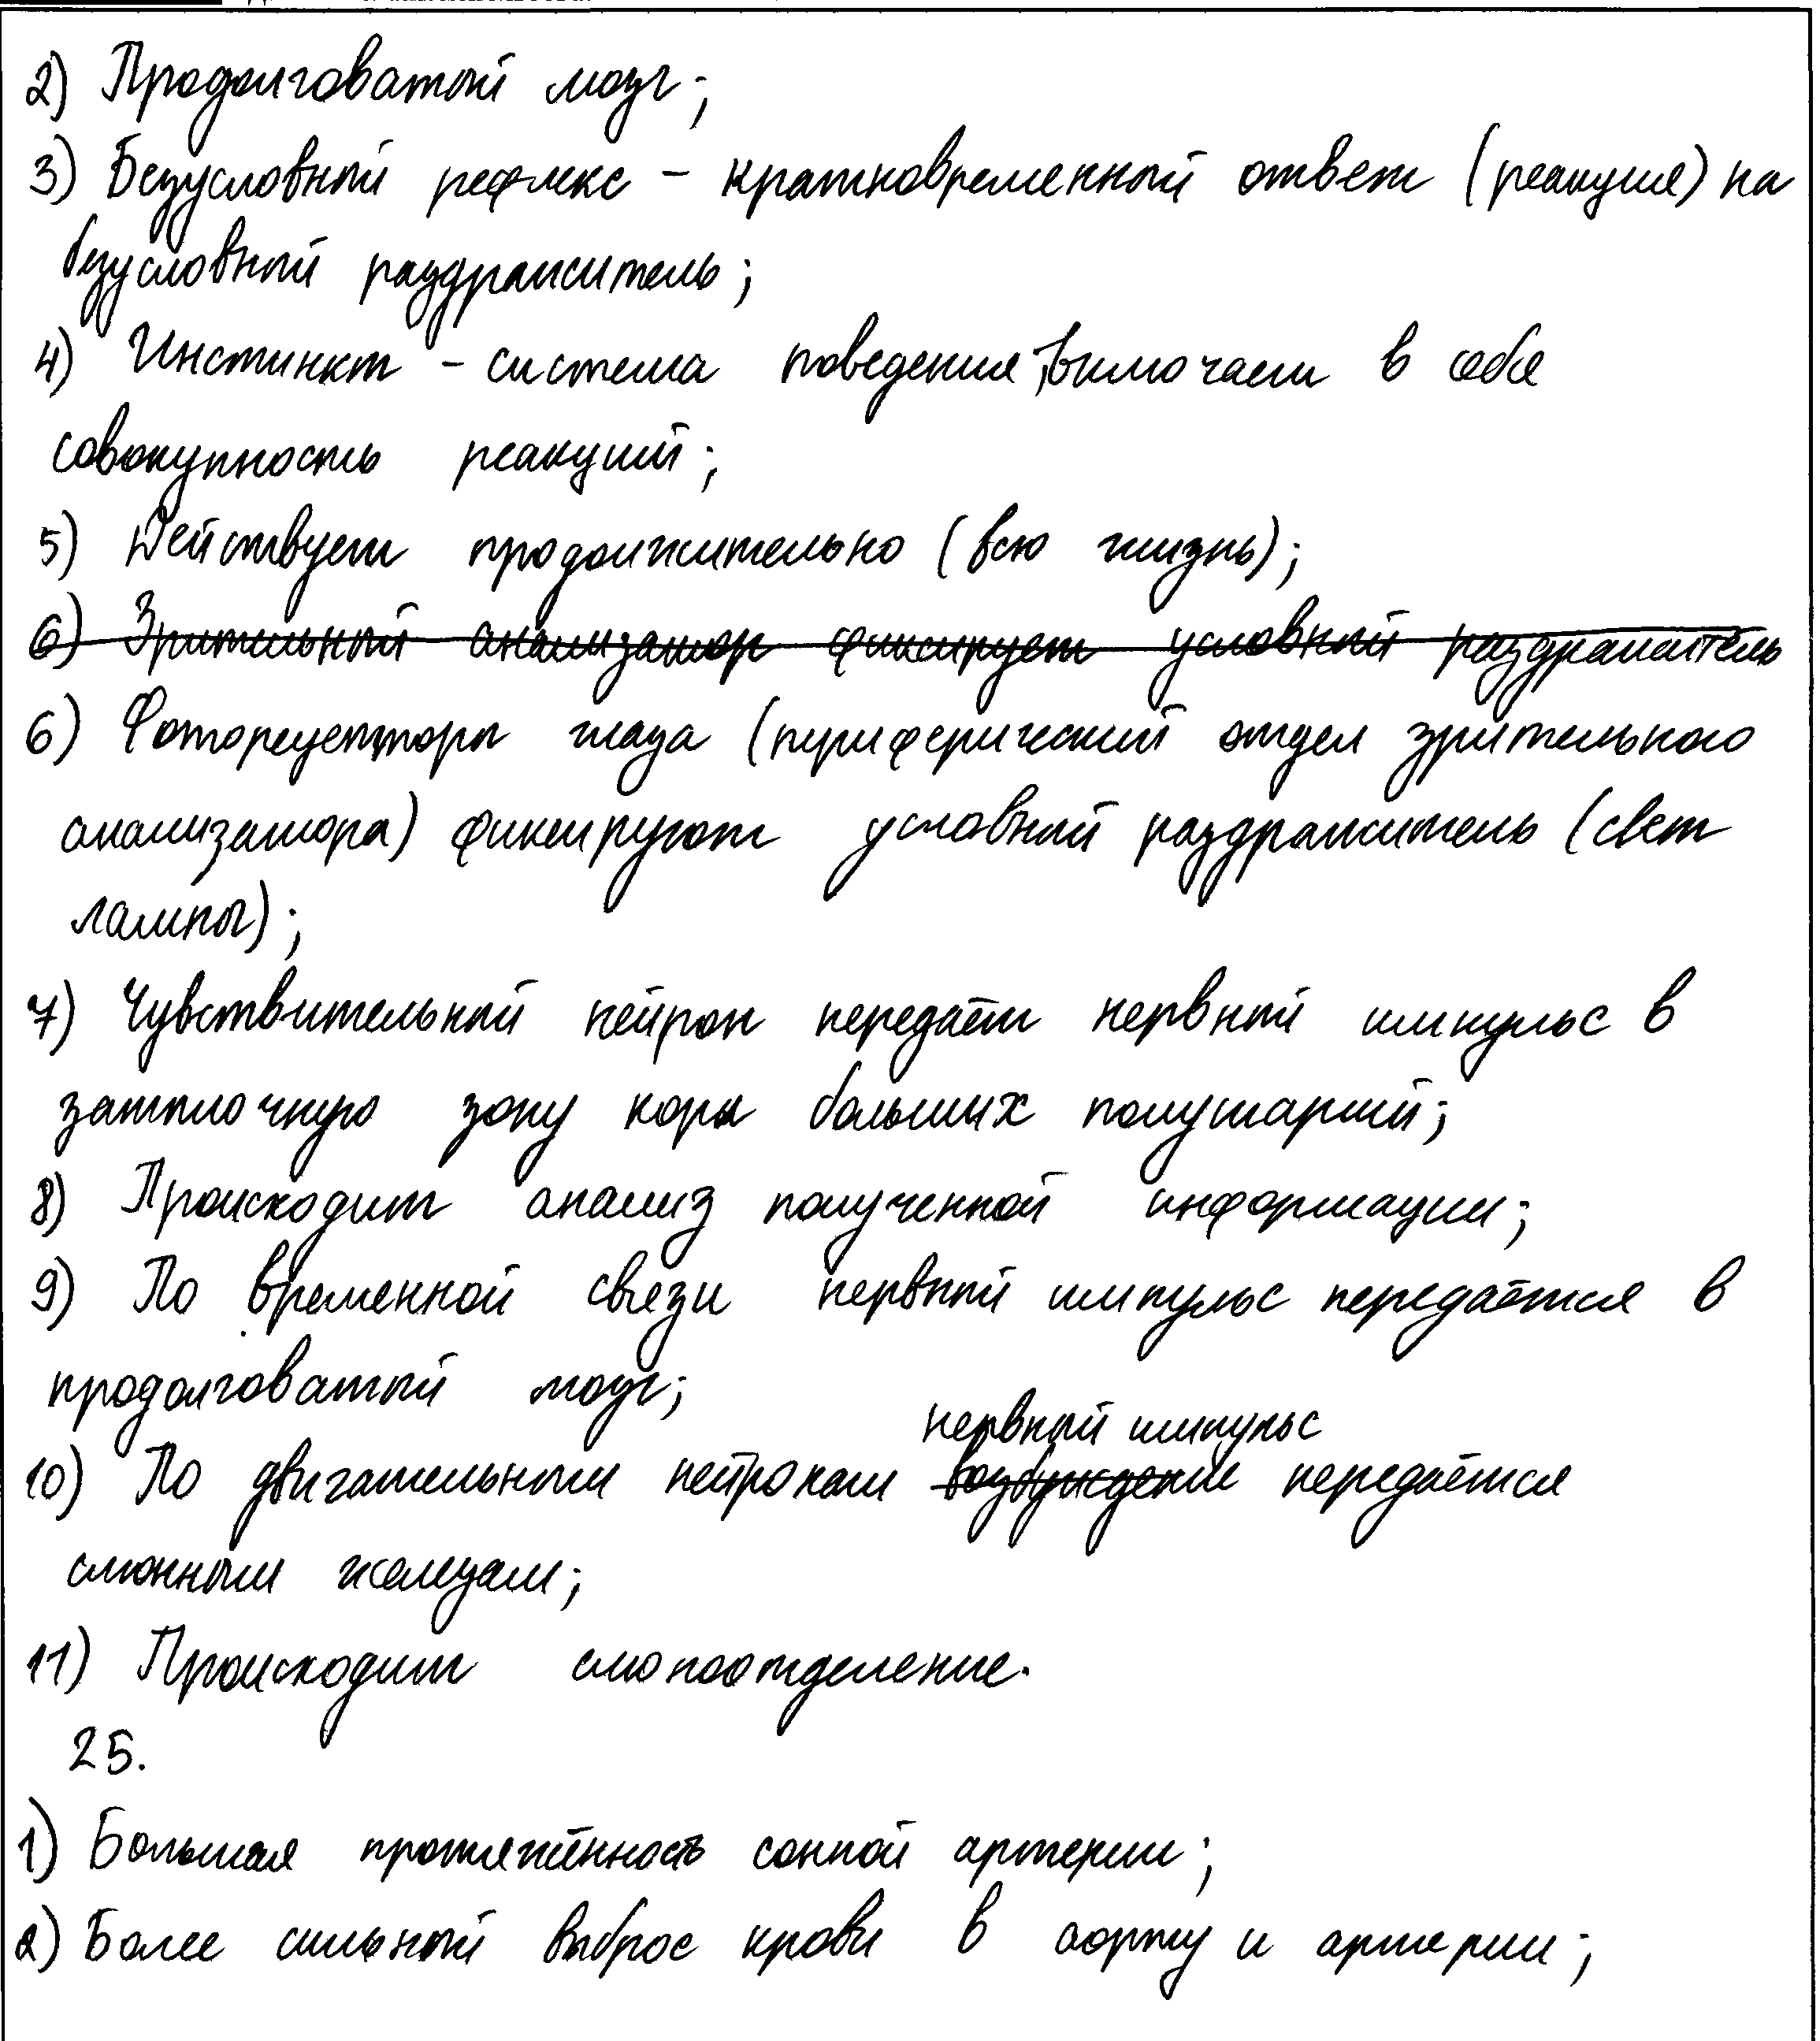 2) Продолговатый мозг;
3) Безусловный рефлекс - кратковременный ответ (реакция) на
безусловный раздражитель;
4) Инстинкт - система поведения, включает в себя
совокупность реакций;
5) Действует продолжительно (всю жизнь);
6) Зрительный анализатор фиксирует условный раздражитель
6) Фоторецепторы глаза (периферический отдел зрительного
анализатора) фиксируют условный раздражитель (свет
лампы);
7) Чувствительный нейрон передаёт нервный импульс в
затылочную зону коры больших полушарий;
8) Происходит анализ полученной информации;
9) По временной связи нервный импульс передаётся в
продолговатый мозг;
нервный импульс
10) По двигательным нейронам возбуждение передаётся
слюнным железам;
11) Происходит слюноотделение.
25.
1) Большая протяжённость сонной артерии;
2) Более сильный выброс крови в аорту и артерии;